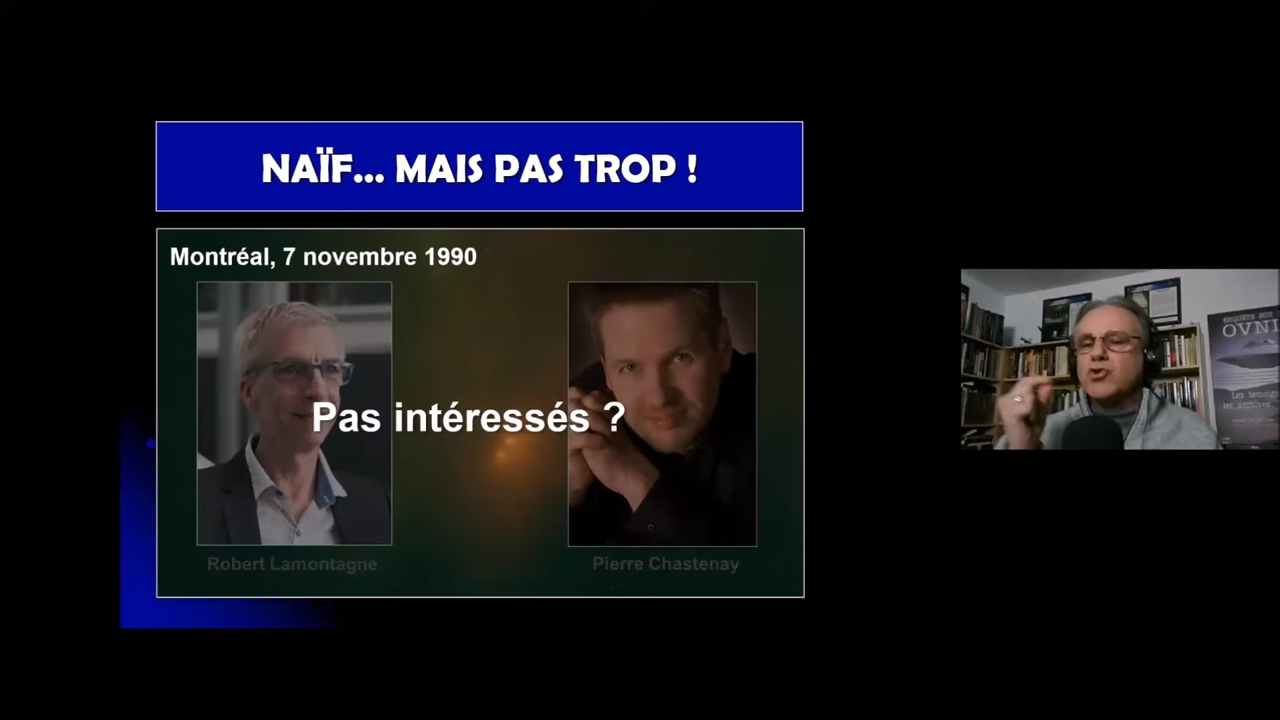 NAÏF... MAIS PAS TROP !
Montréal, 7 novembre 1990
Pas intéressés ?
Robert Lamontagne
Pierre Chastenay
OVNI